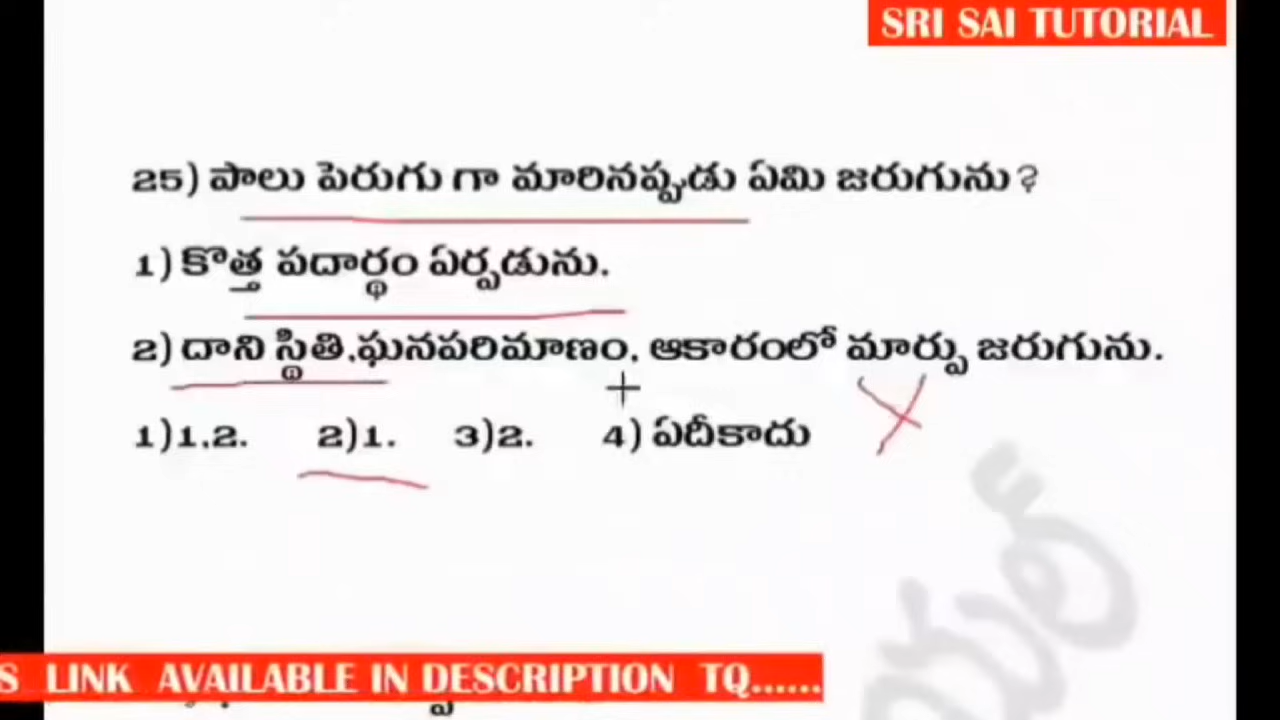 SRI SAI TUTORIAL
25) పాలు పెరుగు గా మారినప్పుడు ఏమి జరుగును?
1) కొత్త పదార్థం ఏర్పడును.
2) దాని స్థితి,ఘనపరిమాణం, ఆకారంలో మార్పు జరుగును.
1)1,2. 2)1. 3)2. 4) ఏదీకాదు
S LINK AVAILABLE IN DESCRIPTION TQ......